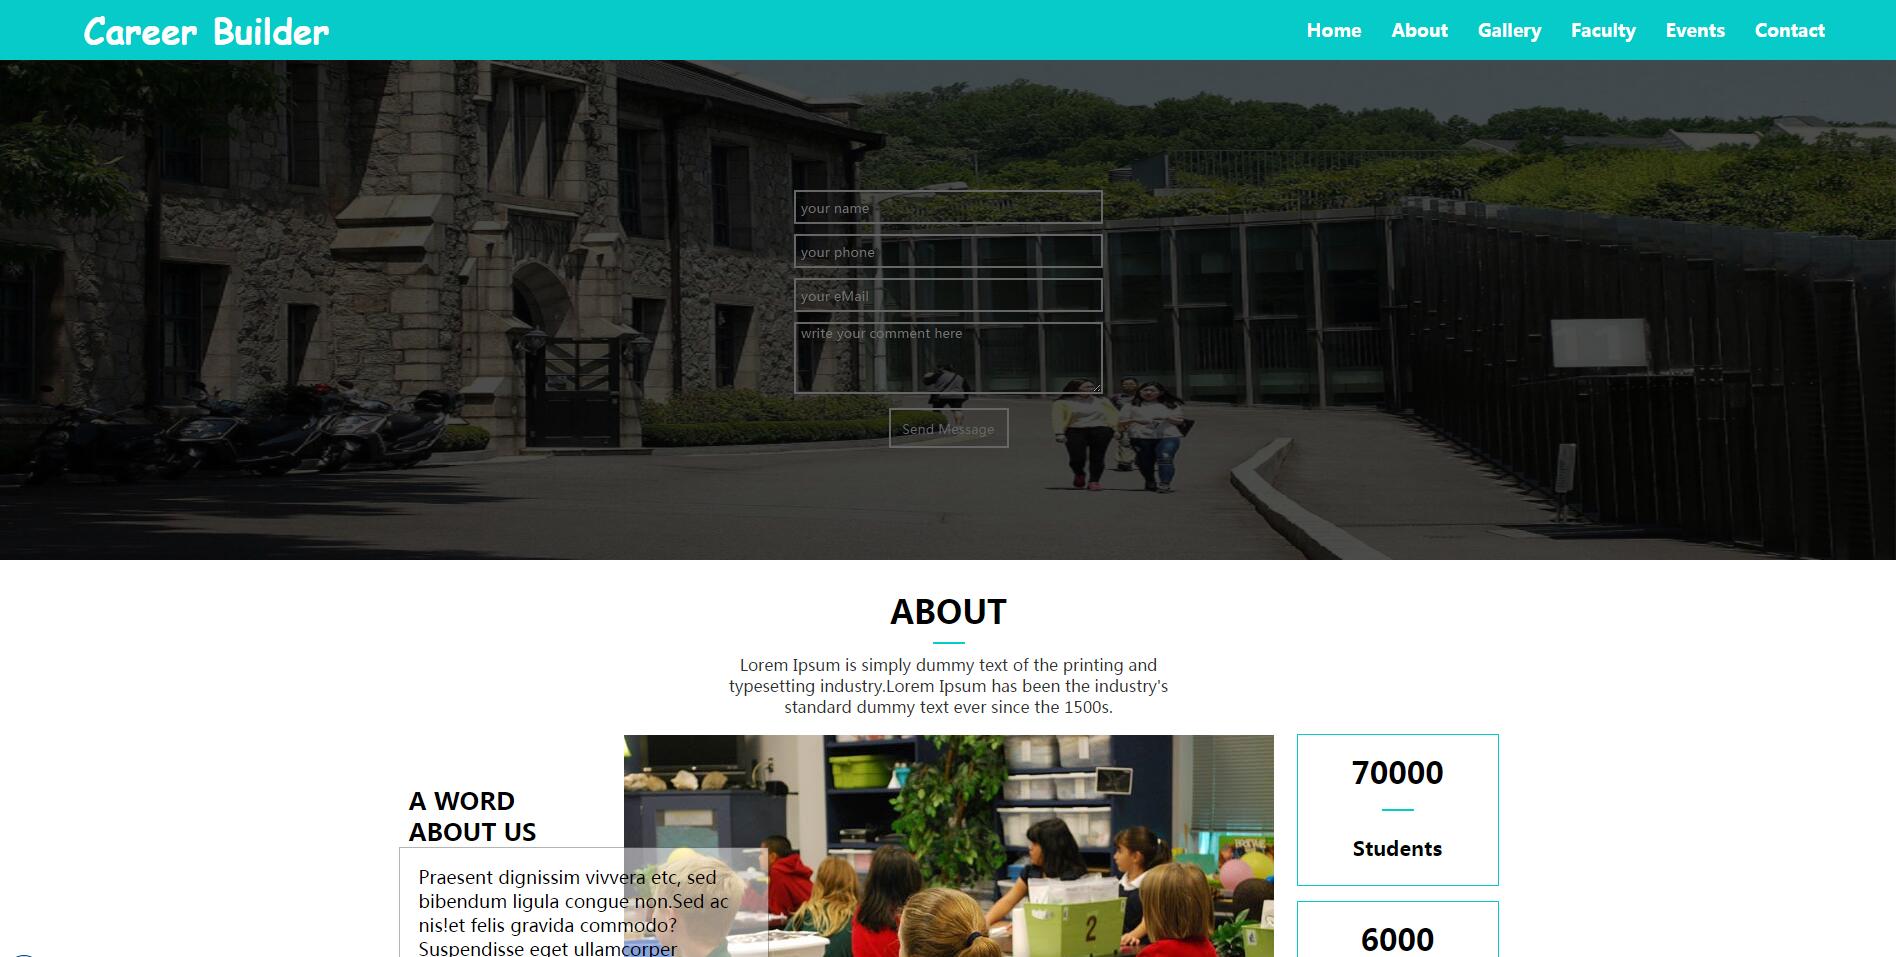 Career Builder
Home About Gallery Faculty Events Contact
your name
your phone
your eMail
write your comment here
Send Message
ABOUT
Lorem Ipsum is simply dummy text of the printing and
typesetting industry.Lorem Ipsum has been the industry's
standard dummy text ever since the 1500s.
A WORD
ABOUT US
Praesent dignissim vivvera etc, sed
bibendum ligula congue non.Sed ac
nis!et felis gravida commodo?
Suspendisse eget ullamcorper
2
70000
Students
6000